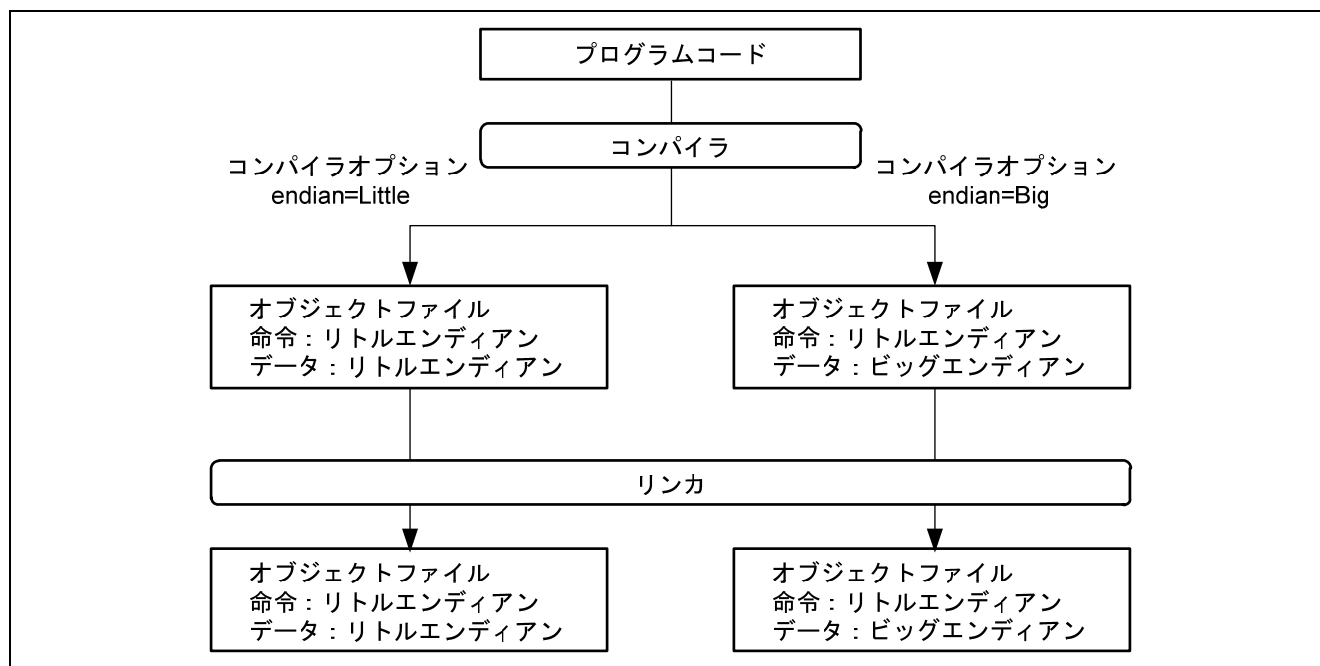 プログラムコード
コンパイラ
コンパイラオプション
endian=Little
コンパイラオプション
endian=Big
オブジェクトファイル
命令：リトルエンディアン
データ：リトルエンディアン
オブジェクトファイル
命令：リトルエンディアン
データ：ビッグエンディアン
リンカ
オブジェクトファイル
命令：リトルエンディアン
データ：リトルエンディアン
オブジェクトファイル
命令：リトルエンディアン
データ：ビッグエンディアン